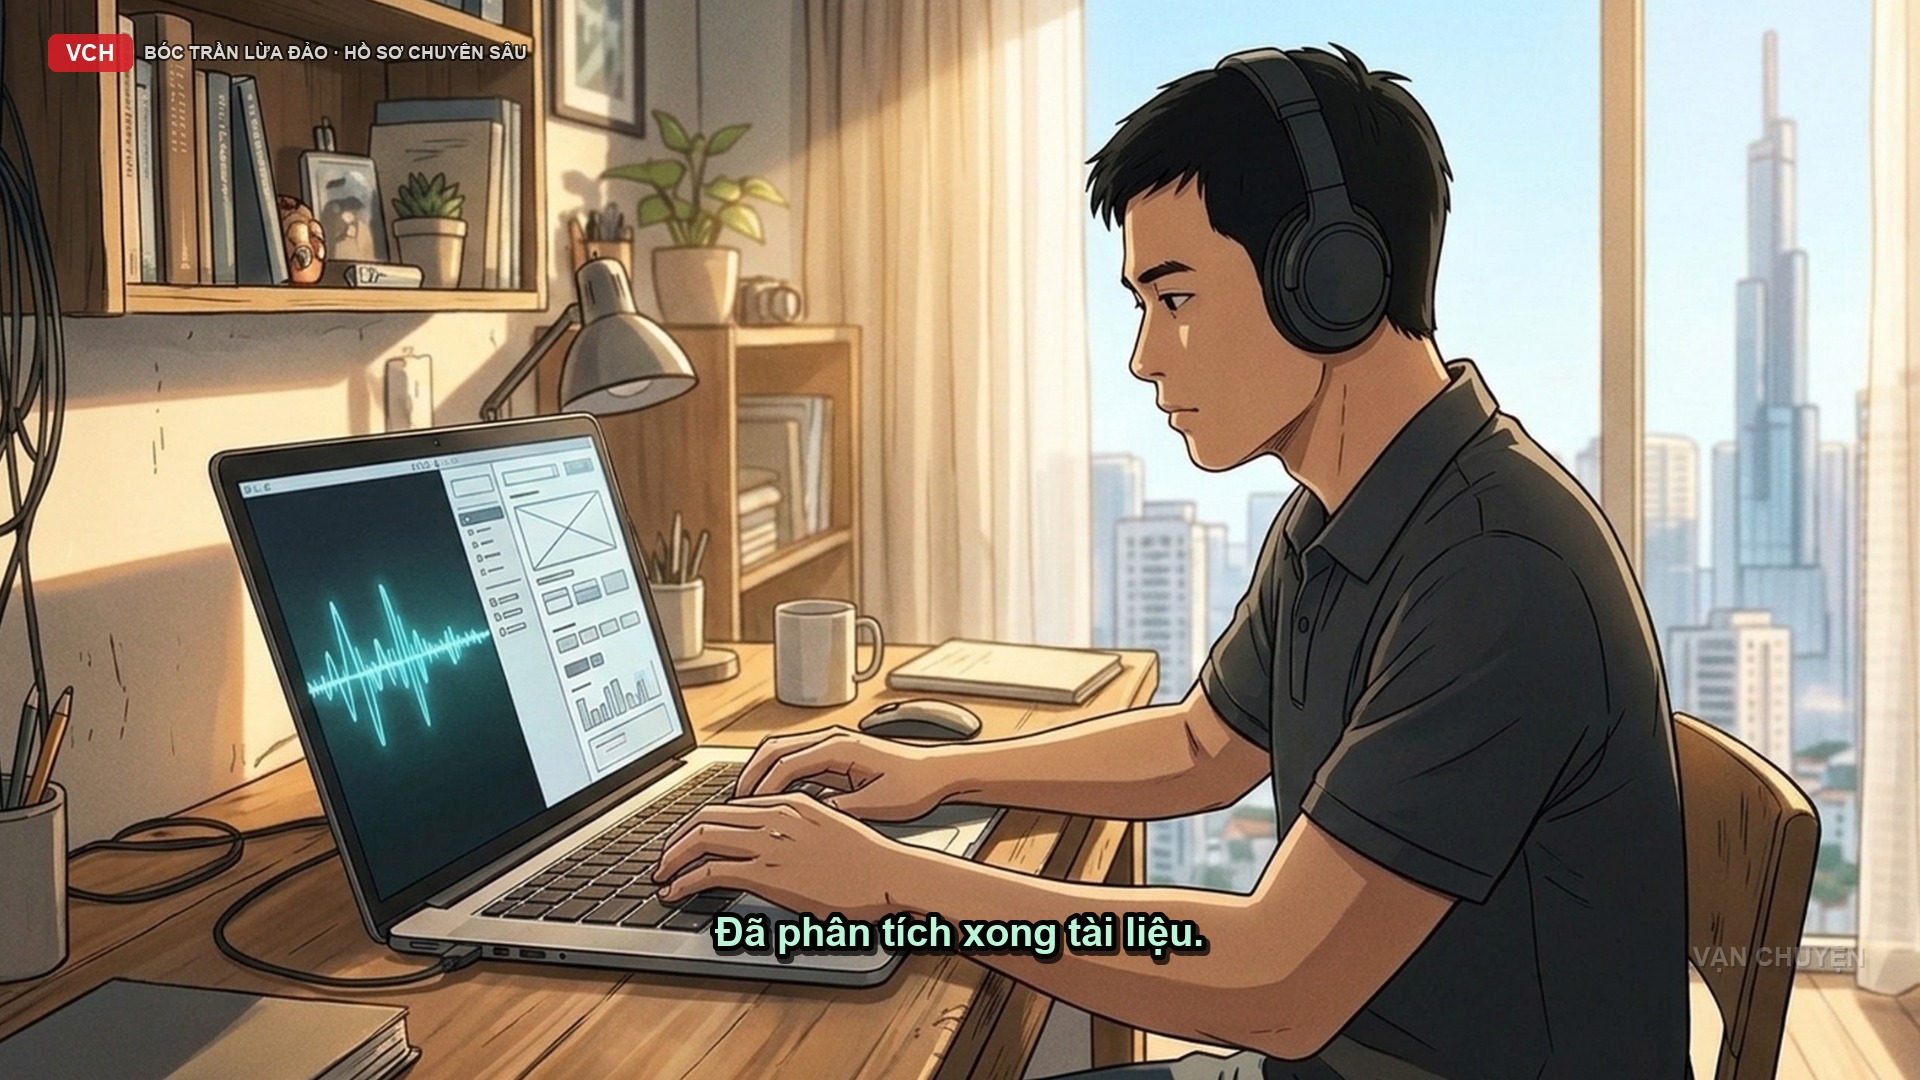 VCH BÓC TRẦN LỪA ĐẢO · HỒ SƠ CHUYÊN SÂU
Đã phân tích xong tài liệu.
VẠN CHUYỆN